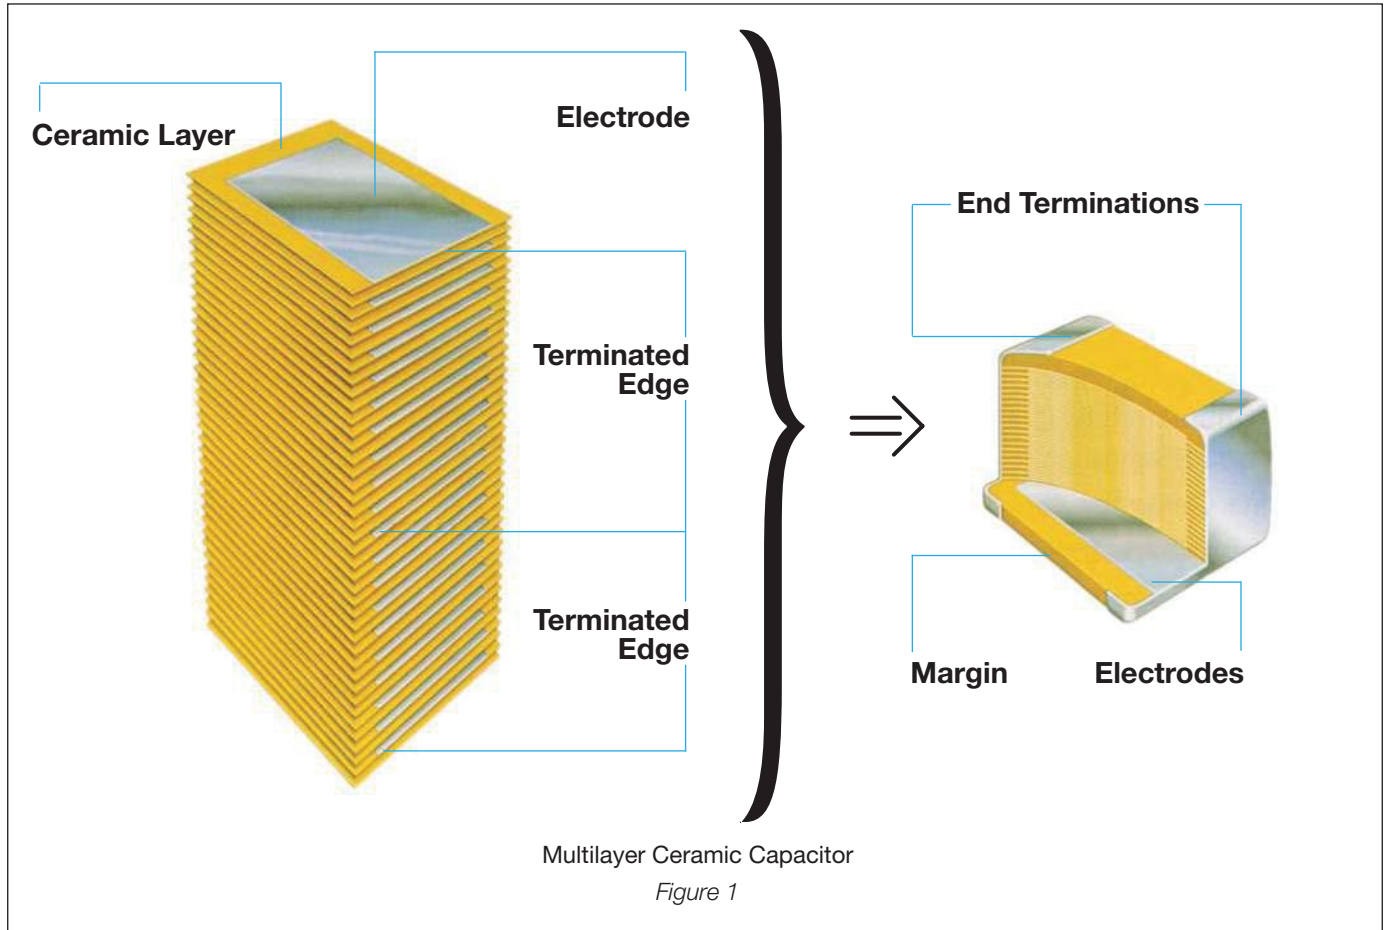 Ceramic Layer
Electrode
End Terminations
Terminated
Edge
Terminated
Edge
Margin
Electrodes
Multilayer Ceramic Capacitor
Figure 1